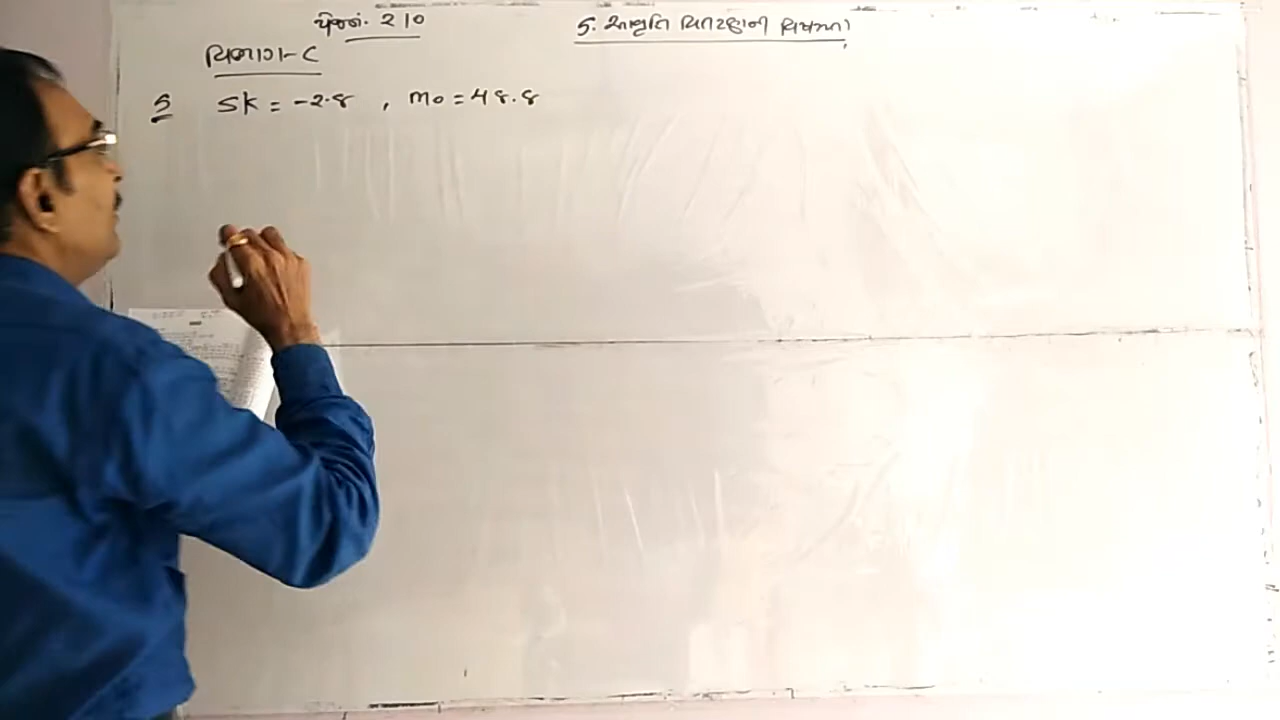 પેજનં. 210
5. આવૃત્તિ વિતરણની વિષમતા
વિભાગ-C
5 Sk = -2.8 , Mo = 48.8